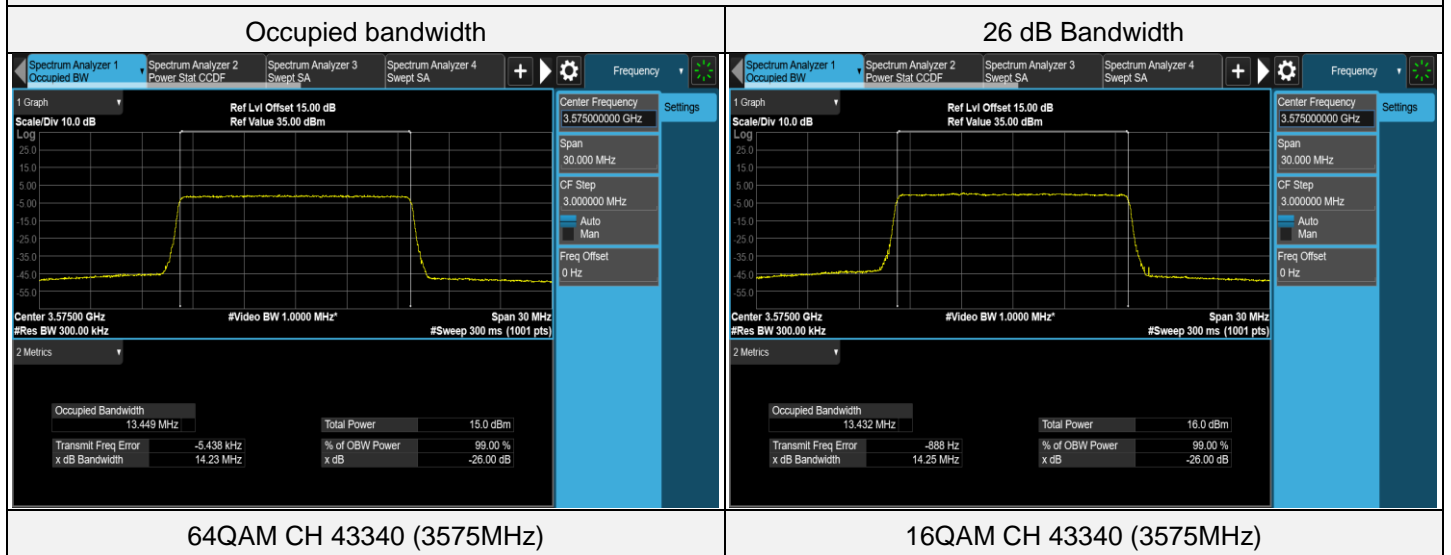 Occupied bandwidth
26 dB Bandwidth
Spectrum Analyzer 1
Occupied BW
Spectrum Analyzer 2
Power Stat CCDF
Spectrum Analyzer 3
Swept SA
Spectrum Analyzer 4
Swept SA
+
Frequency
1 Graph
Scale/Div 10.0 dB
Ref Lvl Offset 15.00 dB
Ref Value 35.00 dBm
Log
25.0
15.0
5.00
-5.00
-15.0
-25.0
-35.0
-45.0
-55.0
Center 3.57500 GHz
#Video BW 1.0000 MHz*
Span 30 MHz
#Res BW 300.00 kHz
#Sweep 300 ms (1001 pts)
Center Frequency
3.575000000 GHz
Settings
Span
30.000 MHz
CF Step
3.000000 MHz
Auto
Man
Freq Offset
0 Hz
2 Metrics
Occupied Bandwidth
13.449 MHz
Total Power 15.0 dBm
Transmit Freq Error -5.438 kHz
% of OBW Power 99.00 %
x dB Bandwidth 14.23 MHz
x dB -26.00 dB
64QAM CH 43340 (3575MHz)
Spectrum Analyzer 1
Occupied BW
Spectrum Analyzer 2
Power Stat CCDF
Spectrum Analyzer 3
Swept SA
Spectrum Analyzer 4
Swept SA
+
Frequency
1 Graph
Scale/Div 10.0 dB
Ref Lvl Offset 15.00 dB
Ref Value 35.00 dBm
Log
25.0
15.0
5.00
-5.00
-15.0
-25.0
-35.0
-45.0
-55.0
Center 3.57500 GHz
#Video BW 1.0000 MHz*
Span 30 MHz
#Res BW 300.00 kHz
#Sweep 300 ms (1001 pts)
Center Frequency
3.575000000 GHz
Settings
Span
30.000 MHz
CF Step
3.000000 MHz
Auto
Man
Freq Offset
0 Hz
2 Metrics
Occupied Bandwidth
13.432 MHz
Total Power 16.0 dBm
Transmit Freq Error -888 Hz
% of OBW Power 99.00 %
x dB Bandwidth 14.25 MHz
x dB -26.00 dB
16QAM CH 43340 (3575MHz)